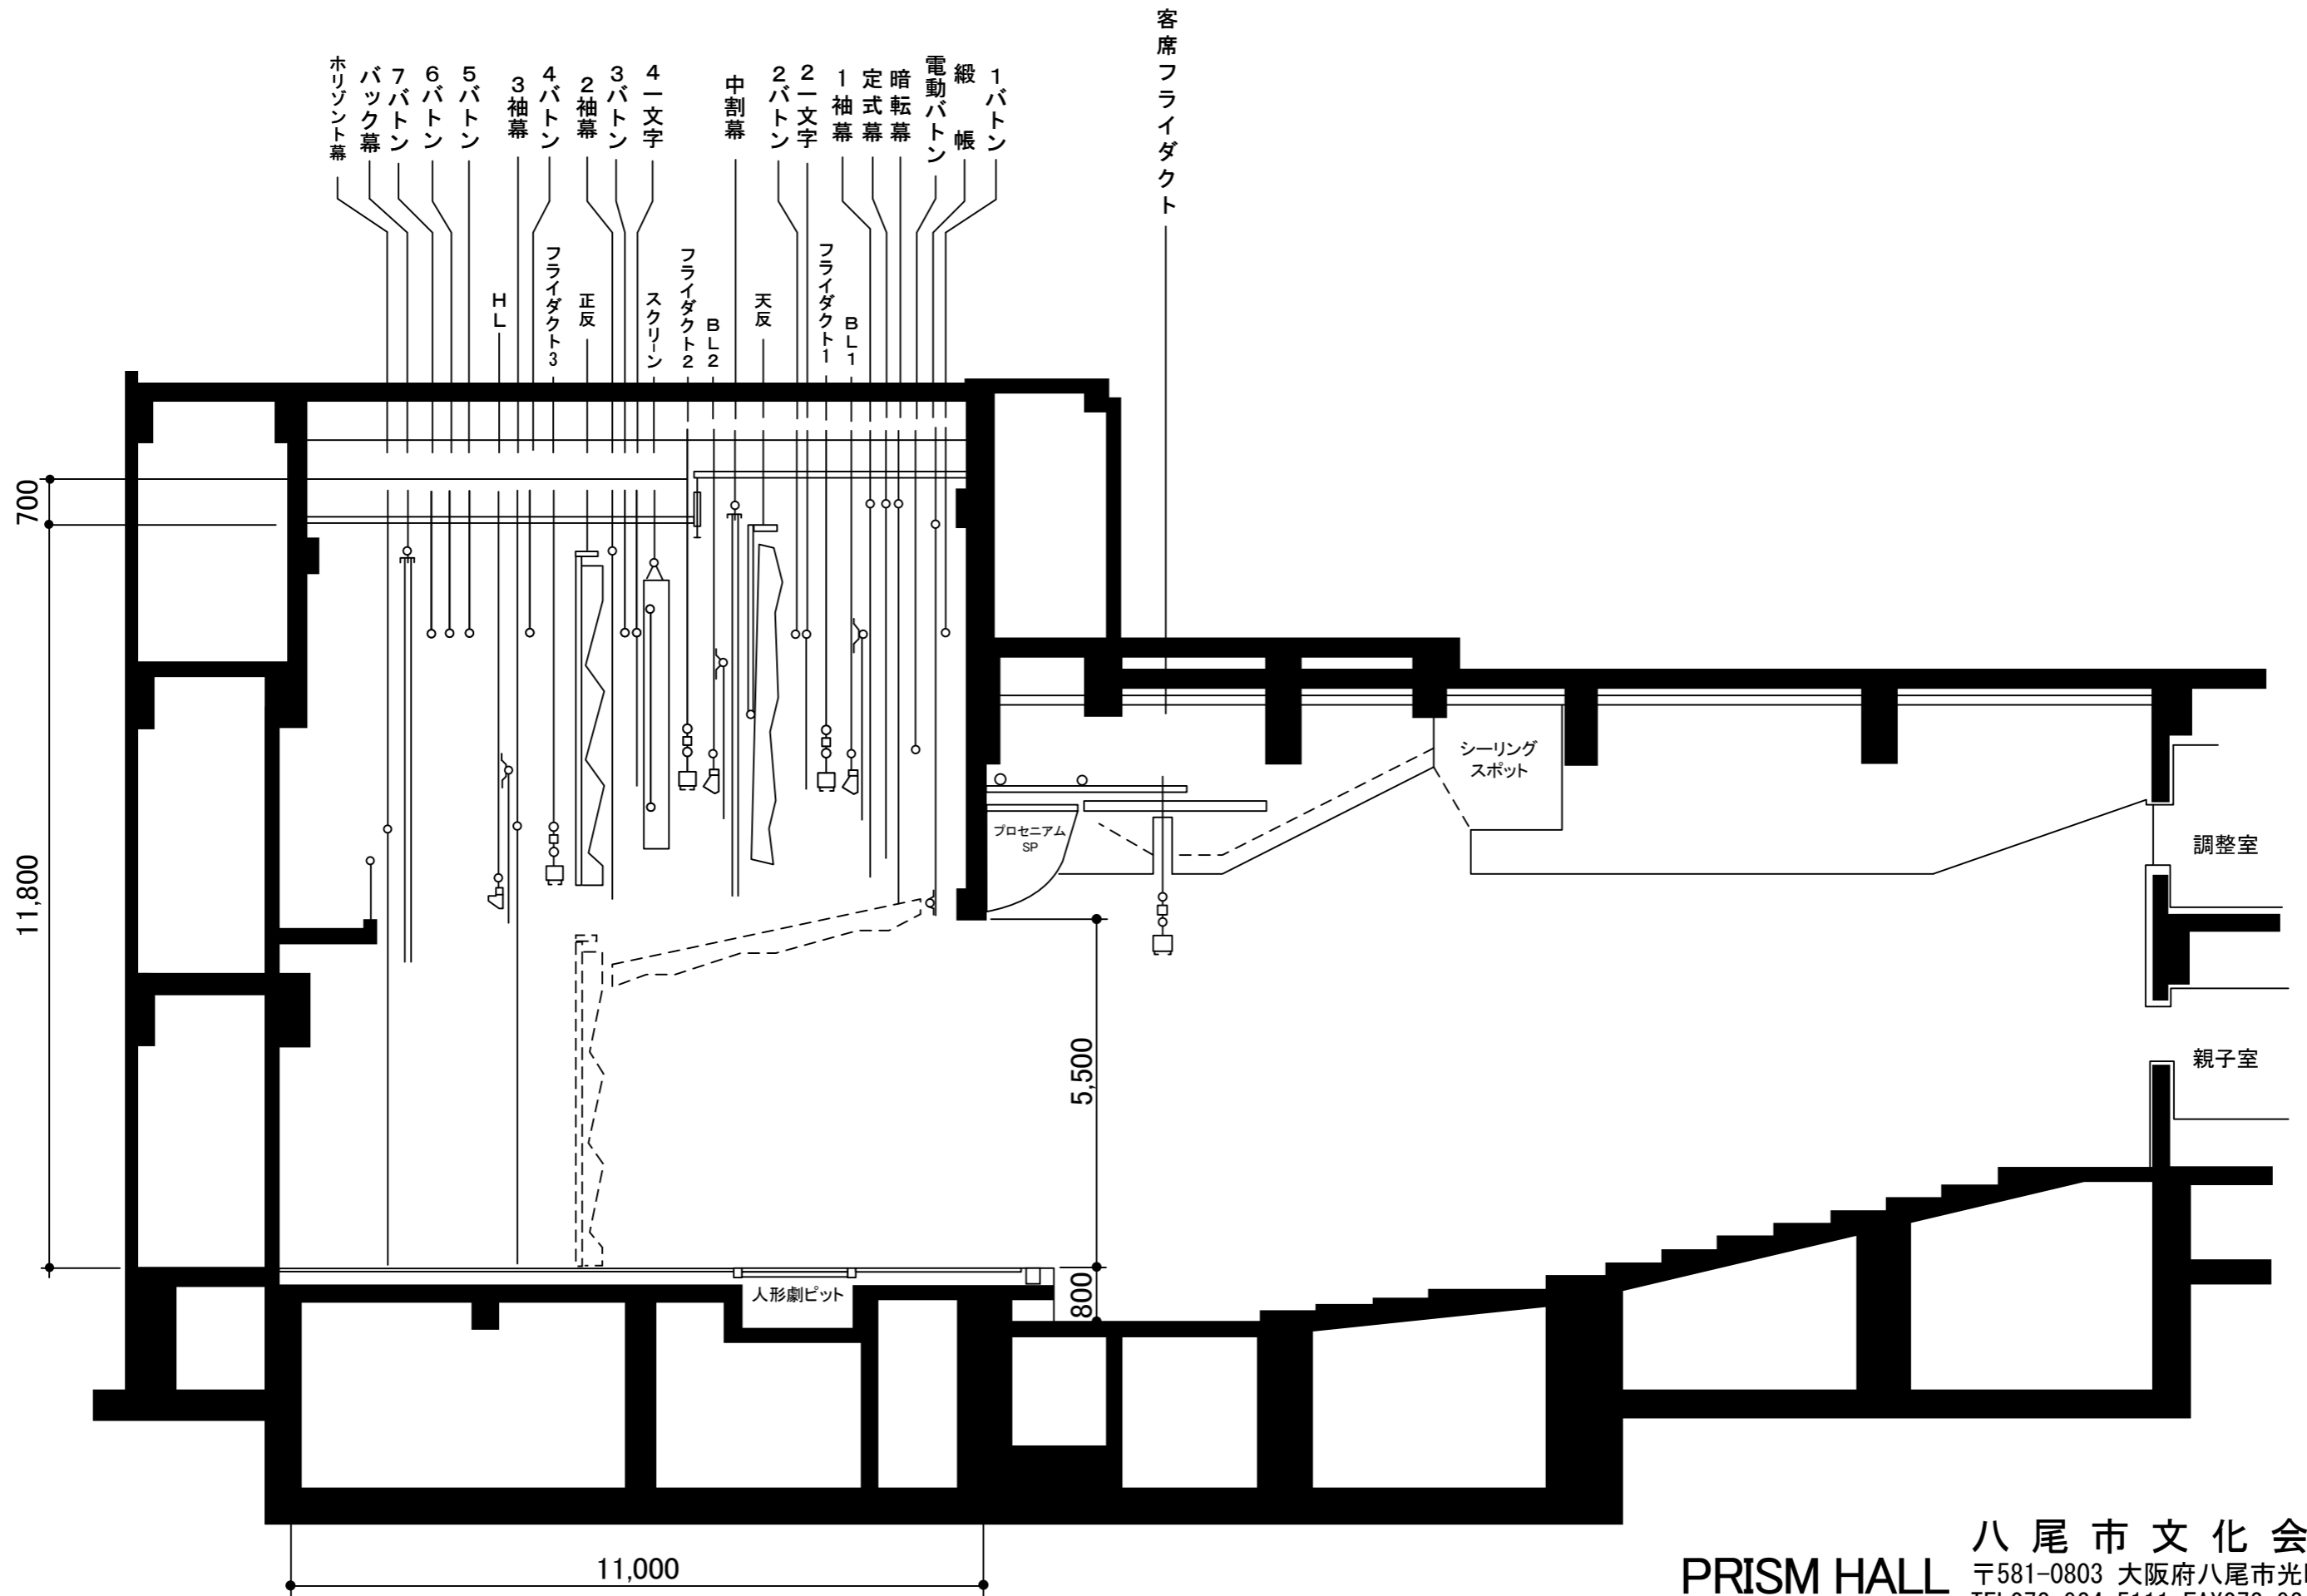 客席フライダクト
ホリゾント幕
バック幕
7バトン
6バトン
5バトン
3袖幕
4バトン
2袖幕
3バトン
4一文字
中割幕
2バトン
2一文字
1袖幕
定式幕
暗転幕
電動バトン
緞帳
1バトン
HL
フライダクト3
正反
スクリーン
フライダクト2
BL2
天反
フライダクト1
BL1
700
11,800
シーリング
スポット
プロセニアム
SP
調整室
5,500
親子室
800
人形劇ピット
11,000
八尾市文化会
PRISM HALL
〒581-0803 大阪府八尾市光